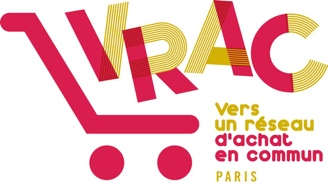 VRAC
Vers
un réseau
d'achat
en commun
PARIS